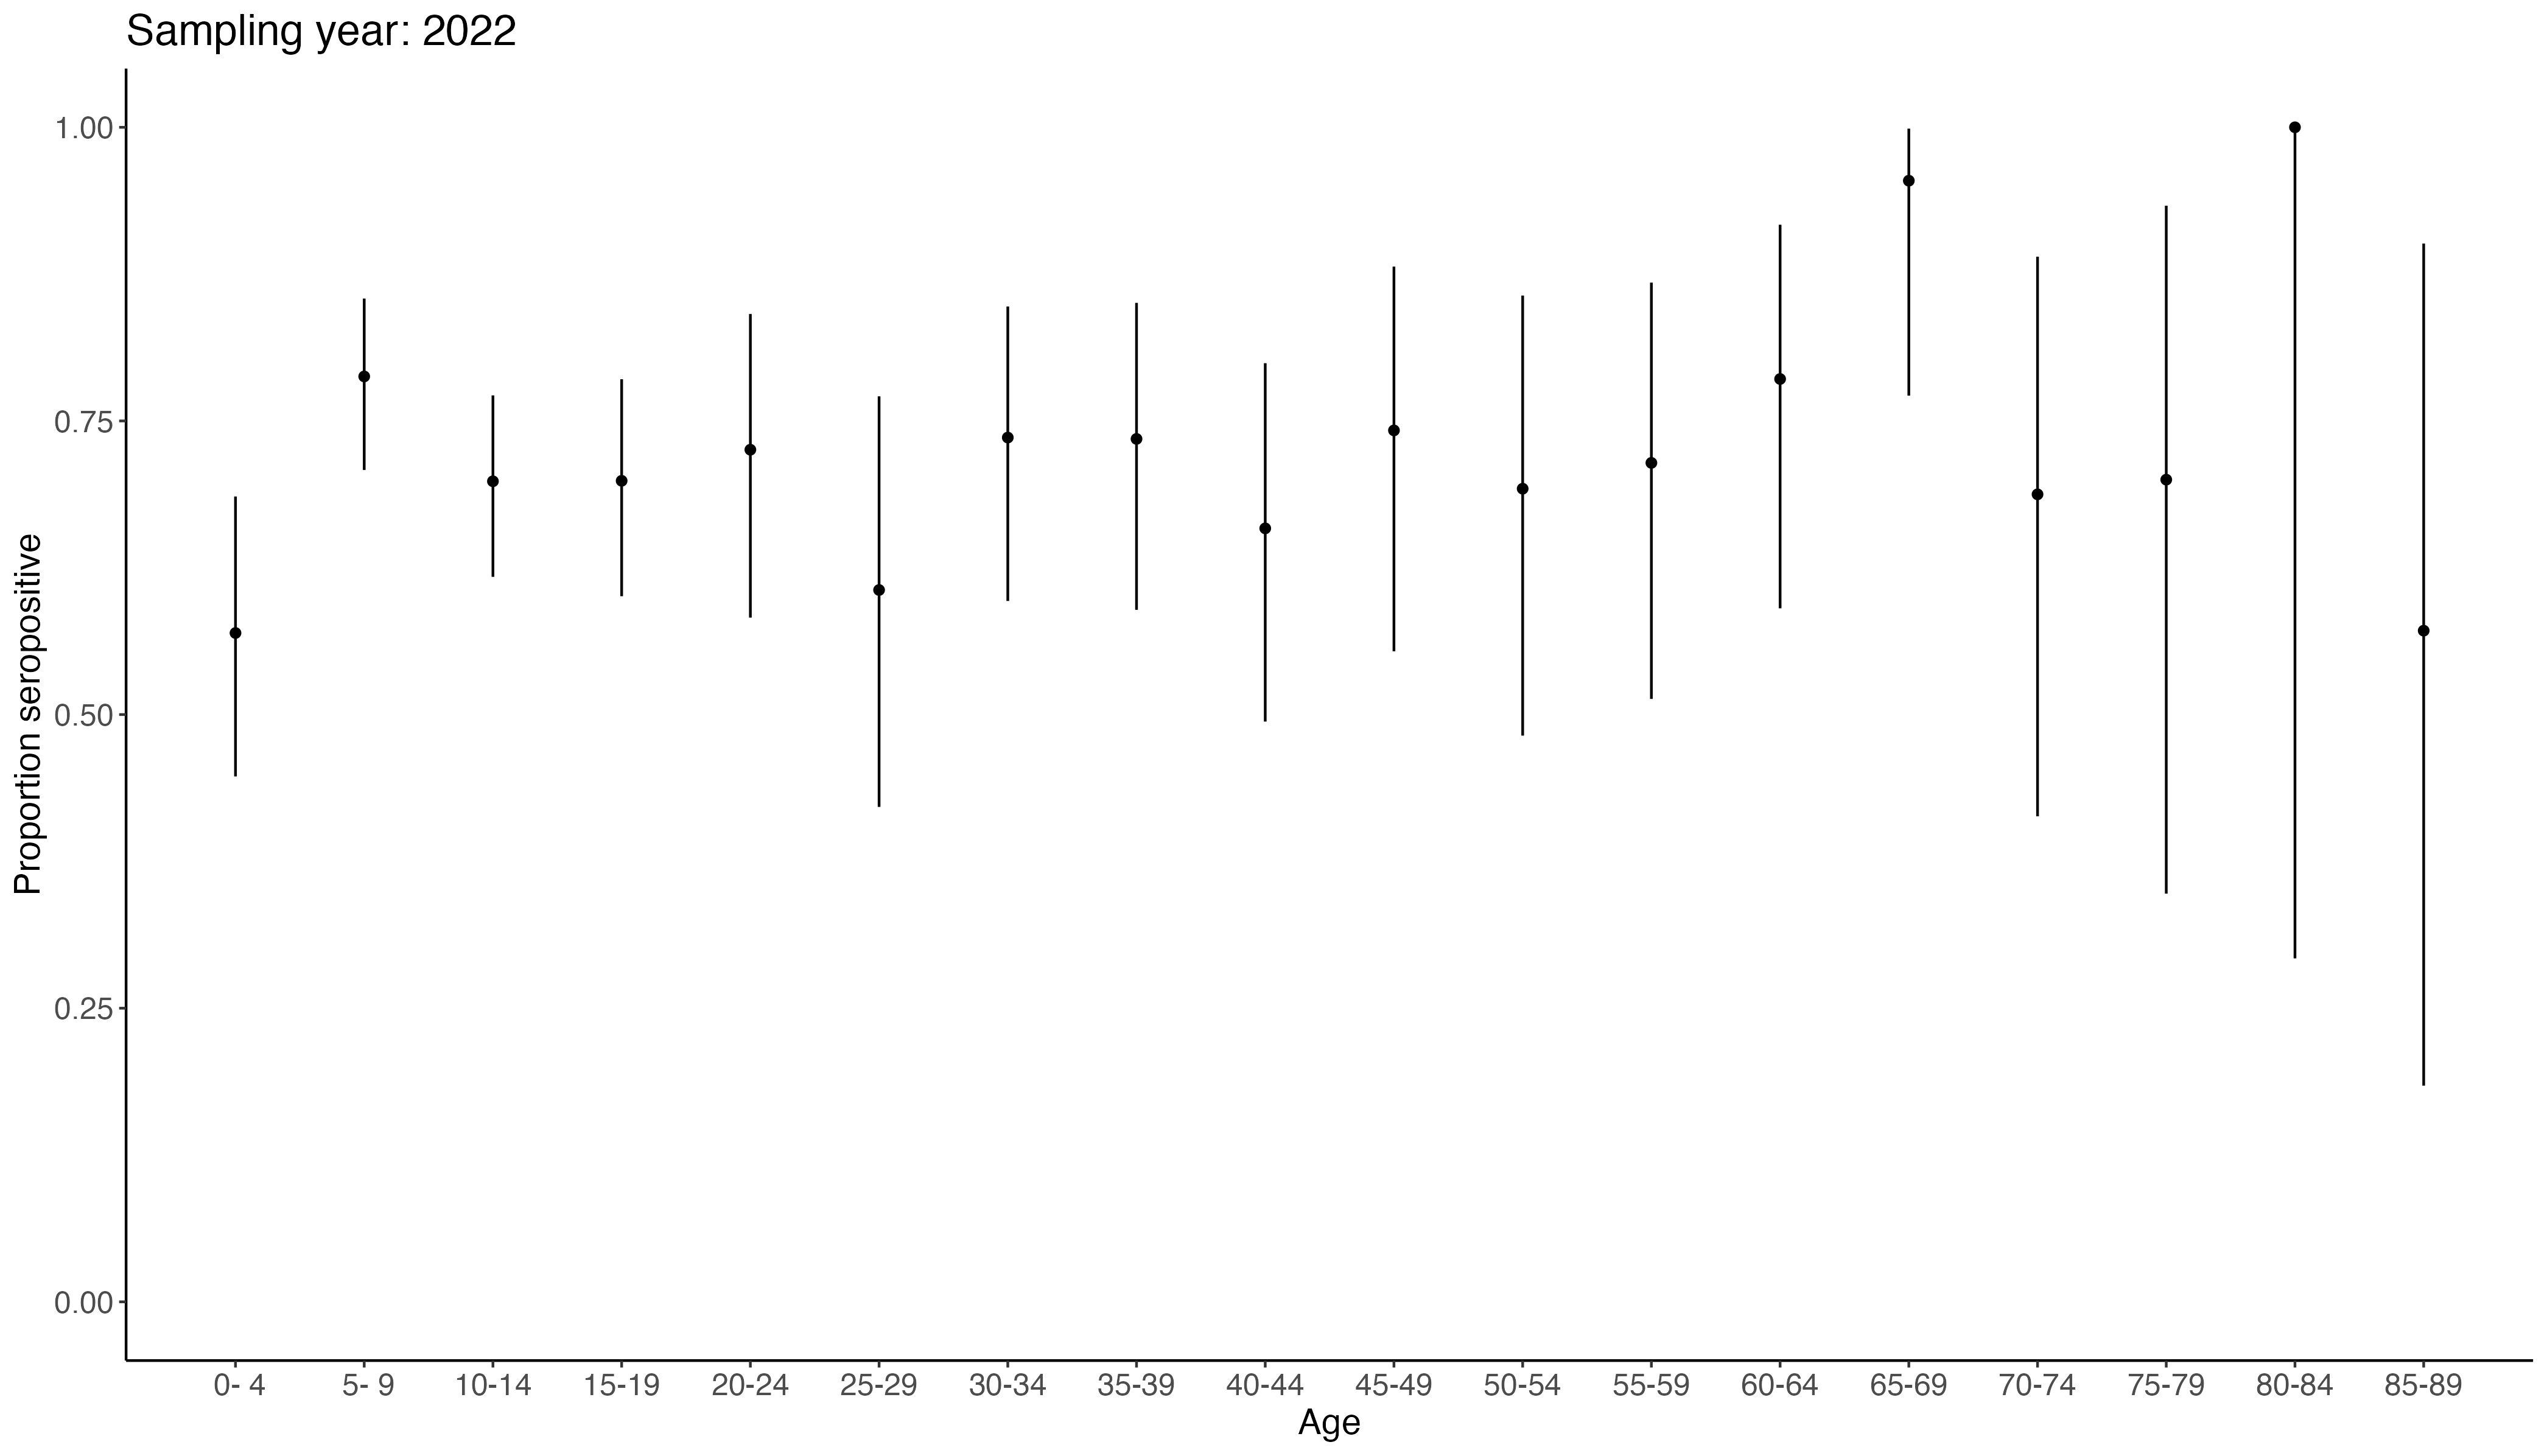 Sampling year: 2022
Proportion seropositive
1.00
0.75
0.50
0.25
0.00
0- 4 5- 9 10-14 15-19 20-24 25-29 30-34 35-39 40-44 45-49 50-54 55-59 60-64 65-69 70-74 75-79 80-84 85-89
Age